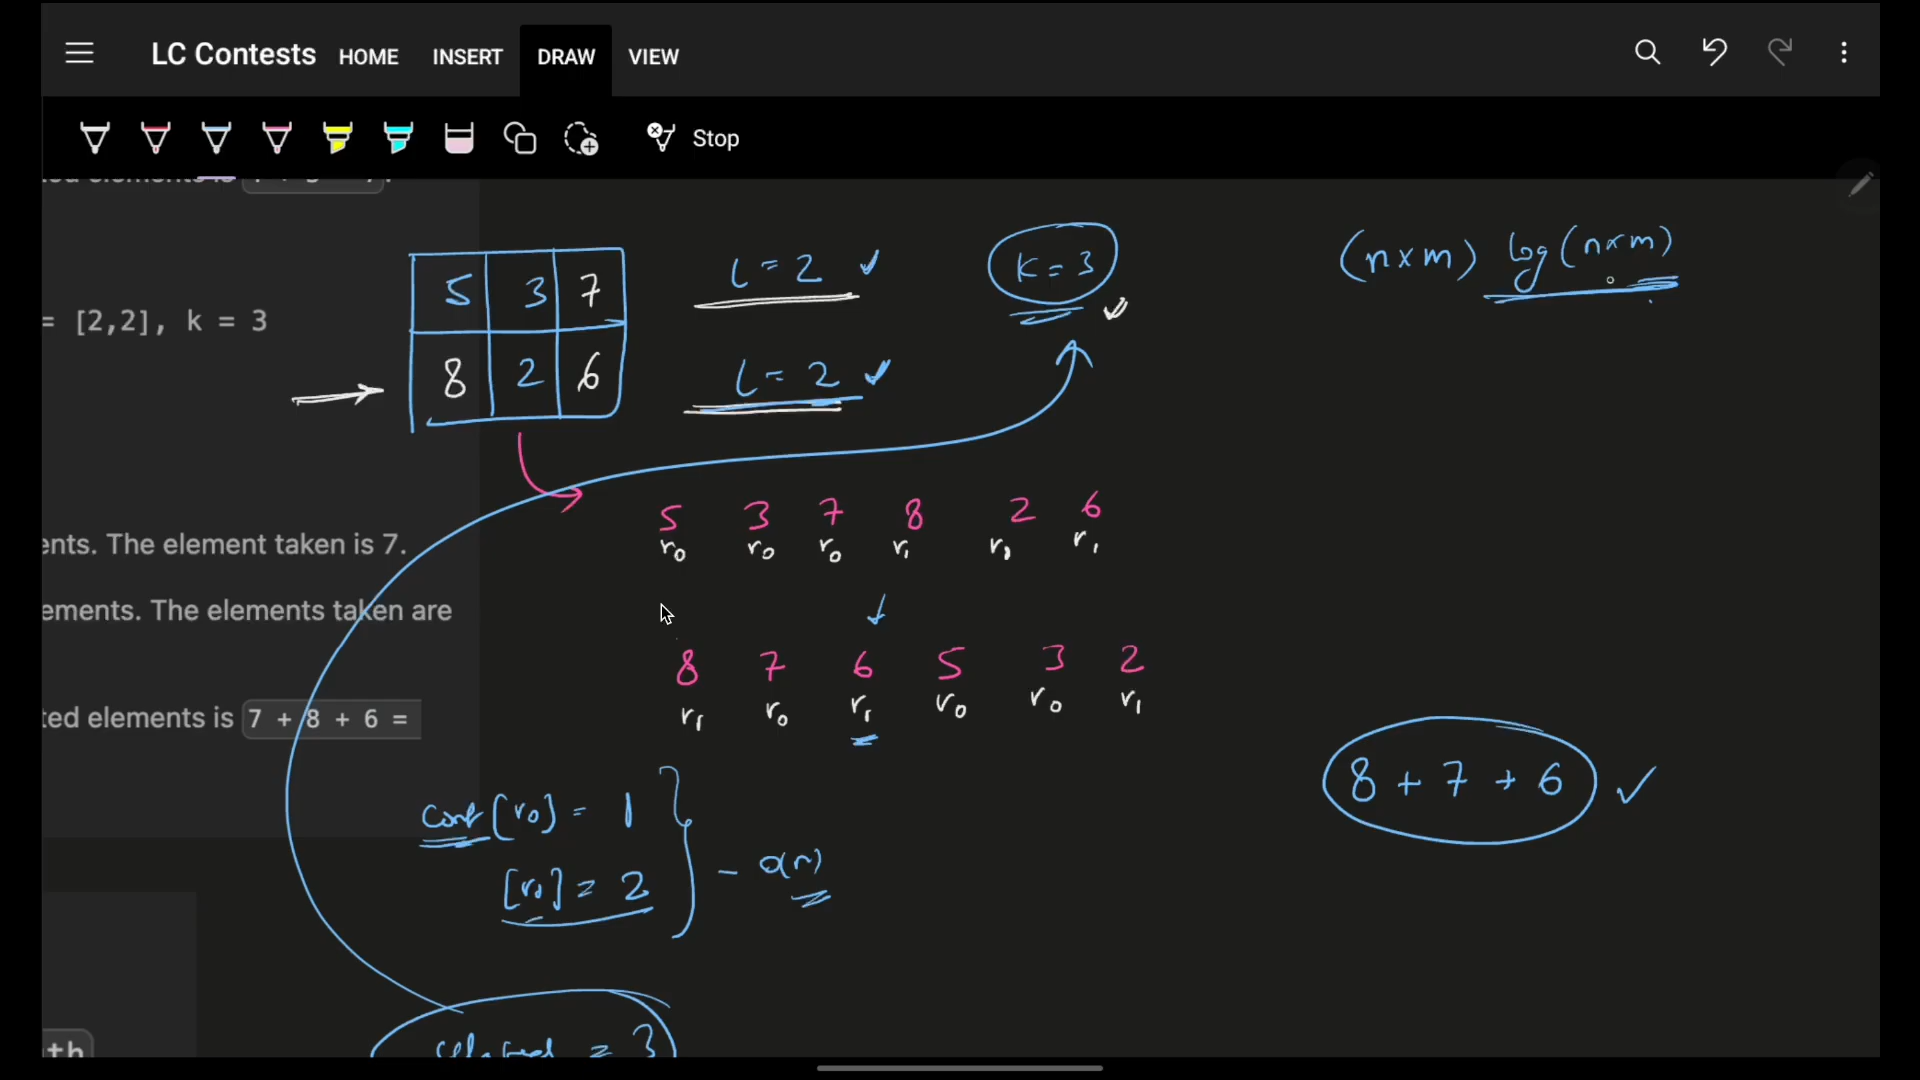 LC Contests HOME INSERT DRAW VIEW
Stop
5 3 7
8 2 6
l = 2
l = 2
K = 3
(n x m) log(n x m)
= [2,2], k = 3
5 3 7 8 2 6
r0 r0 r0 r1 r1 r1
ents. The element taken is 7.
ements. The elements taken are
8 7 6 5 3 2
r1 r0 r1 r0 r0 r1
ted elements is 7 + 8 + 6 =
8 + 7 + 6
[r0] = 1
[r1] = 2
- O(n)
= 3
th